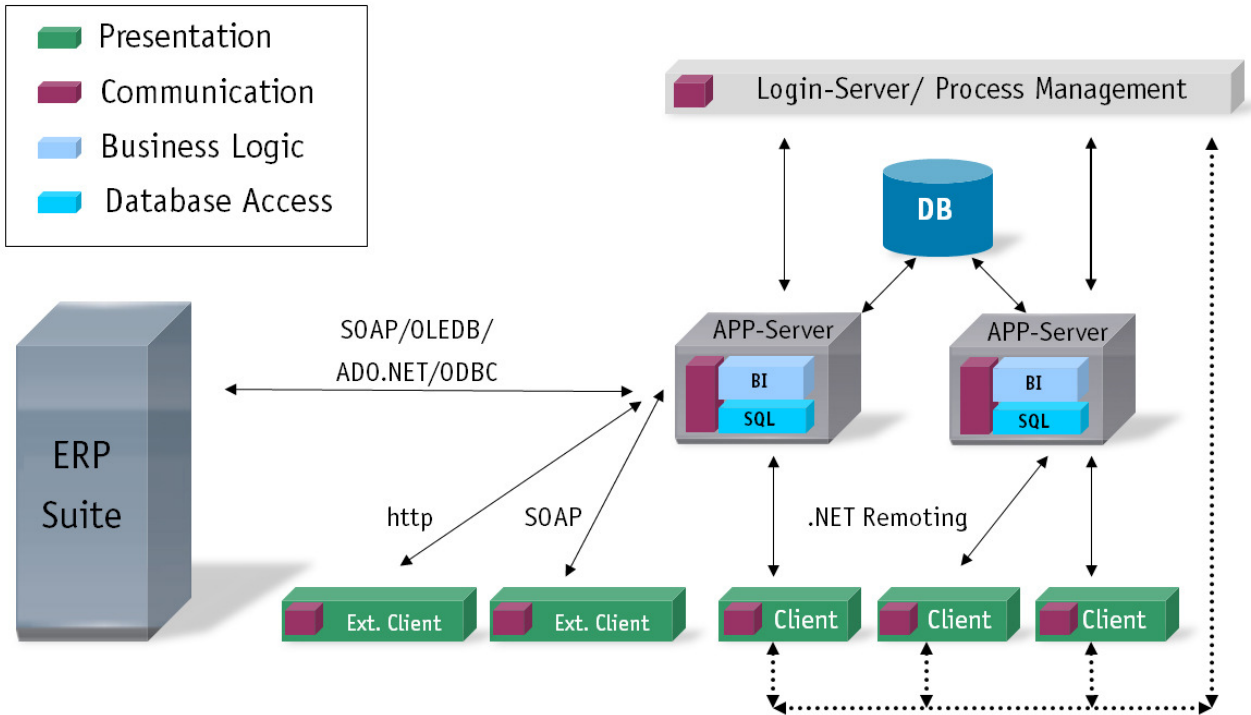 Presentation
Communication
Business Logic
Database Access
Login-Server/ Process Management
DB
APP-Server
BI
SQL
APP-Server
BI
SQL
SOAP/OLEDB/
ADO.NET/ODBC
ERP
Suite
http
SOAP
.NET Remoting
Ext. Client
Ext. Client
Client
Client
Client